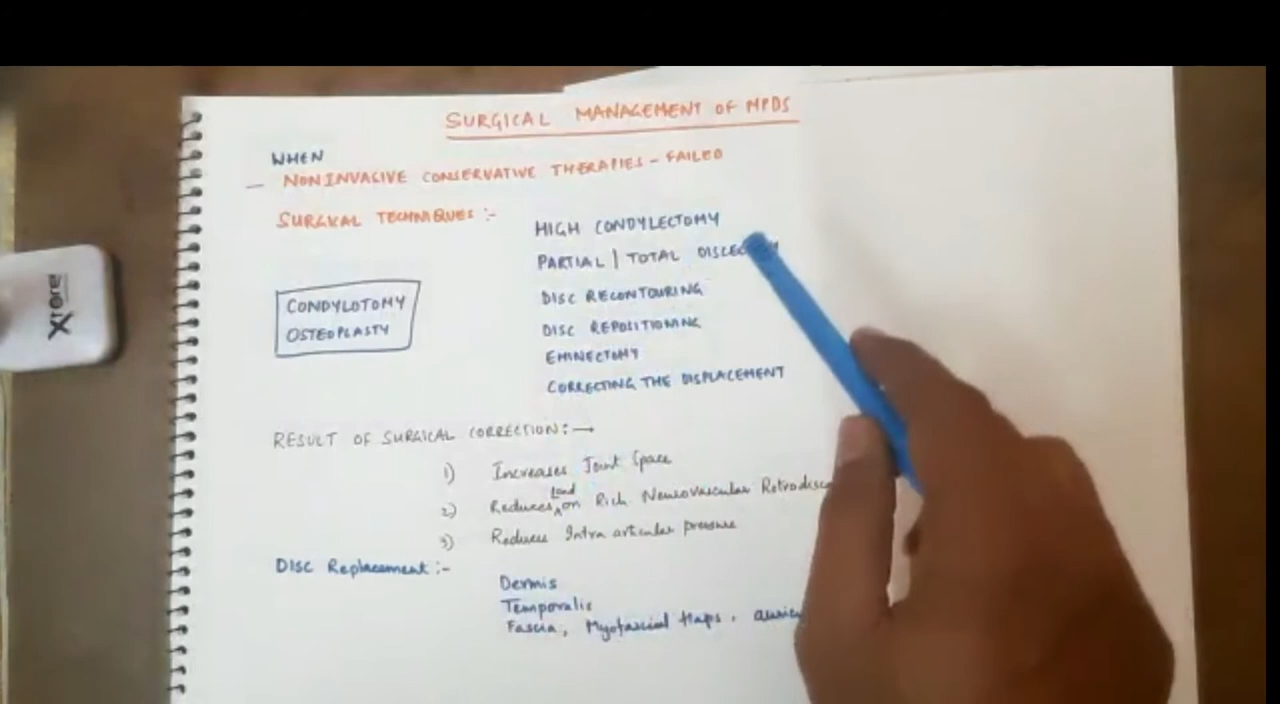 SURGICAL MANAGEMENT OF MPDS
WHEN
- NONINVACIVE CONSERVATIVE THERAPIES - FAILED
SURGICAL TECHNIQUES :-
HIGH CONDYLECTOMY
PARTIAL | TOTAL
DISC RECONTOURING
DISC REPOSITIONING
EMINECTOMY
CORRECTING THE DISPLACEMENT
CONDYLOTOMY
OSTEOPLASTY
RESULT OF SURGICAL CORRECTION: →
1) Increases Joint Space
2) Reduces load on Rich Neurovascular
3) Reduces Intra articular pressure
DISC Replacement :-
Dermis
Temporalis
Fascia, Myofascial flaps,
Xtore